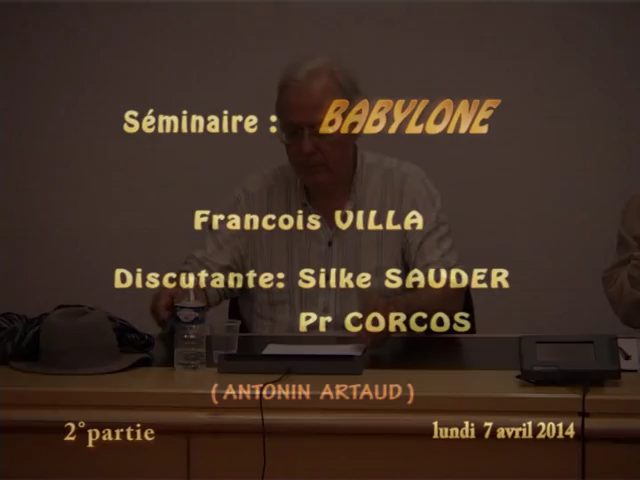 Séminaire : BABYLONE
Francois VILLA
Discutante: Silke SAUDER
Pr CORCOS
( ANTONIN ARTAUD )
2°partie
lundi 7 avril 2014